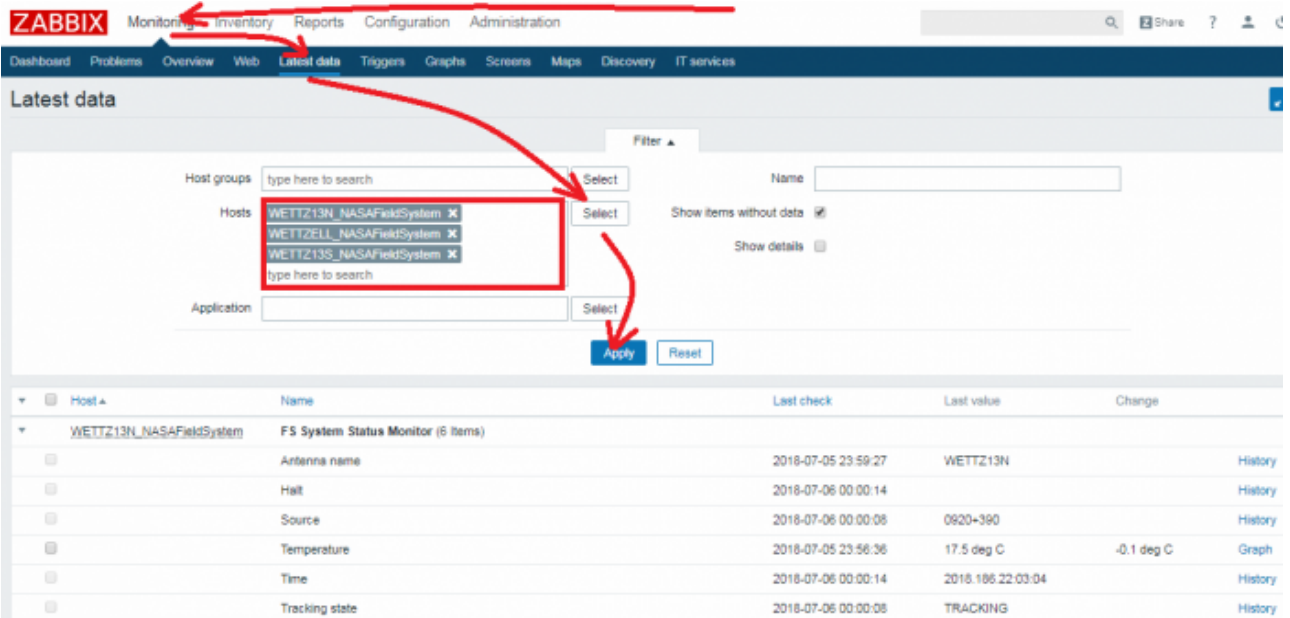 ZABBIX Monitoring Inventory Reports Configuration Administration Share ?
Dashboard Problems Overview Web Latest data Triggers Graphs Screens Maps Discovery IT services
Latest data
Filter
Host groups type here to search Select Name
Hosts WETTZ13N_NASAFieldSystem Select Show items without data
WETTZELL_NASAFieldSystem
WETTZ13S_NASAFieldSystem Show details
type here to search
Application Select
Apply Reset
Host Name Last check Last value Change
WETTZ13N_NASAFieldSystem FS System Status Monitor (6 Items)
Antenna name 2018-07-05 23:59:27 WETTZ13N History
Halt 2018-07-06 00:00:14 History
Source 2018-07-06 00:00:08 0920+390 History
Temperature 2018-07-05 23:56:36 17.5 deg C -0.1 deg C Graph
Time 2018-07-06 00:00:14 2018.186.22:03:04 History
Tracking state 2018-07-06 00:00:08 TRACKING History